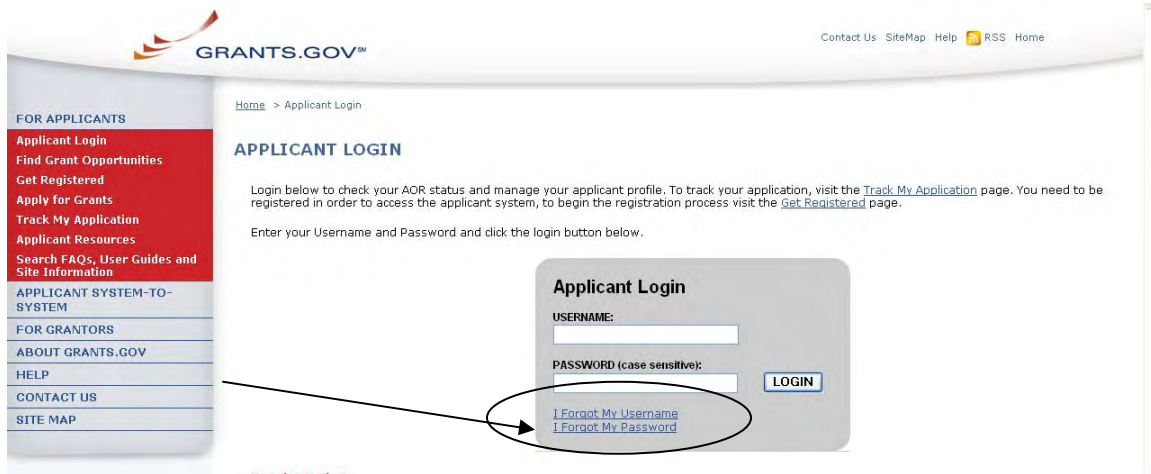 GRANTS.GOV℠
Contact Us SiteMap Help RSS Home
FOR APPLICANTS
Applicant Login
Find Grant Opportunities
Get Registered
Apply for Grants
Track My Application
Applicant Resources
Search FAQs, User Guides and
Site Information
APPLICANT SYSTEM-TO-
SYSTEM
FOR GRANTORS
ABOUT GRANTS.GOV
HELP
CONTACT US
SITE MAP
Home > Applicant Login
APPLICANT LOGIN
Login below to check your AOR status and manage your applicant profile. To track your application, visit the Track My Application page. You need to be
registered in order to access the applicant system, to begin the registration process visit the Get Registered page.
Enter your Username and Password and click the login button below.
Applicant Login
USERNAME:
PASSWORD (case sensitive):
LOGIN
I Forgot My Username
I Forgot My Password